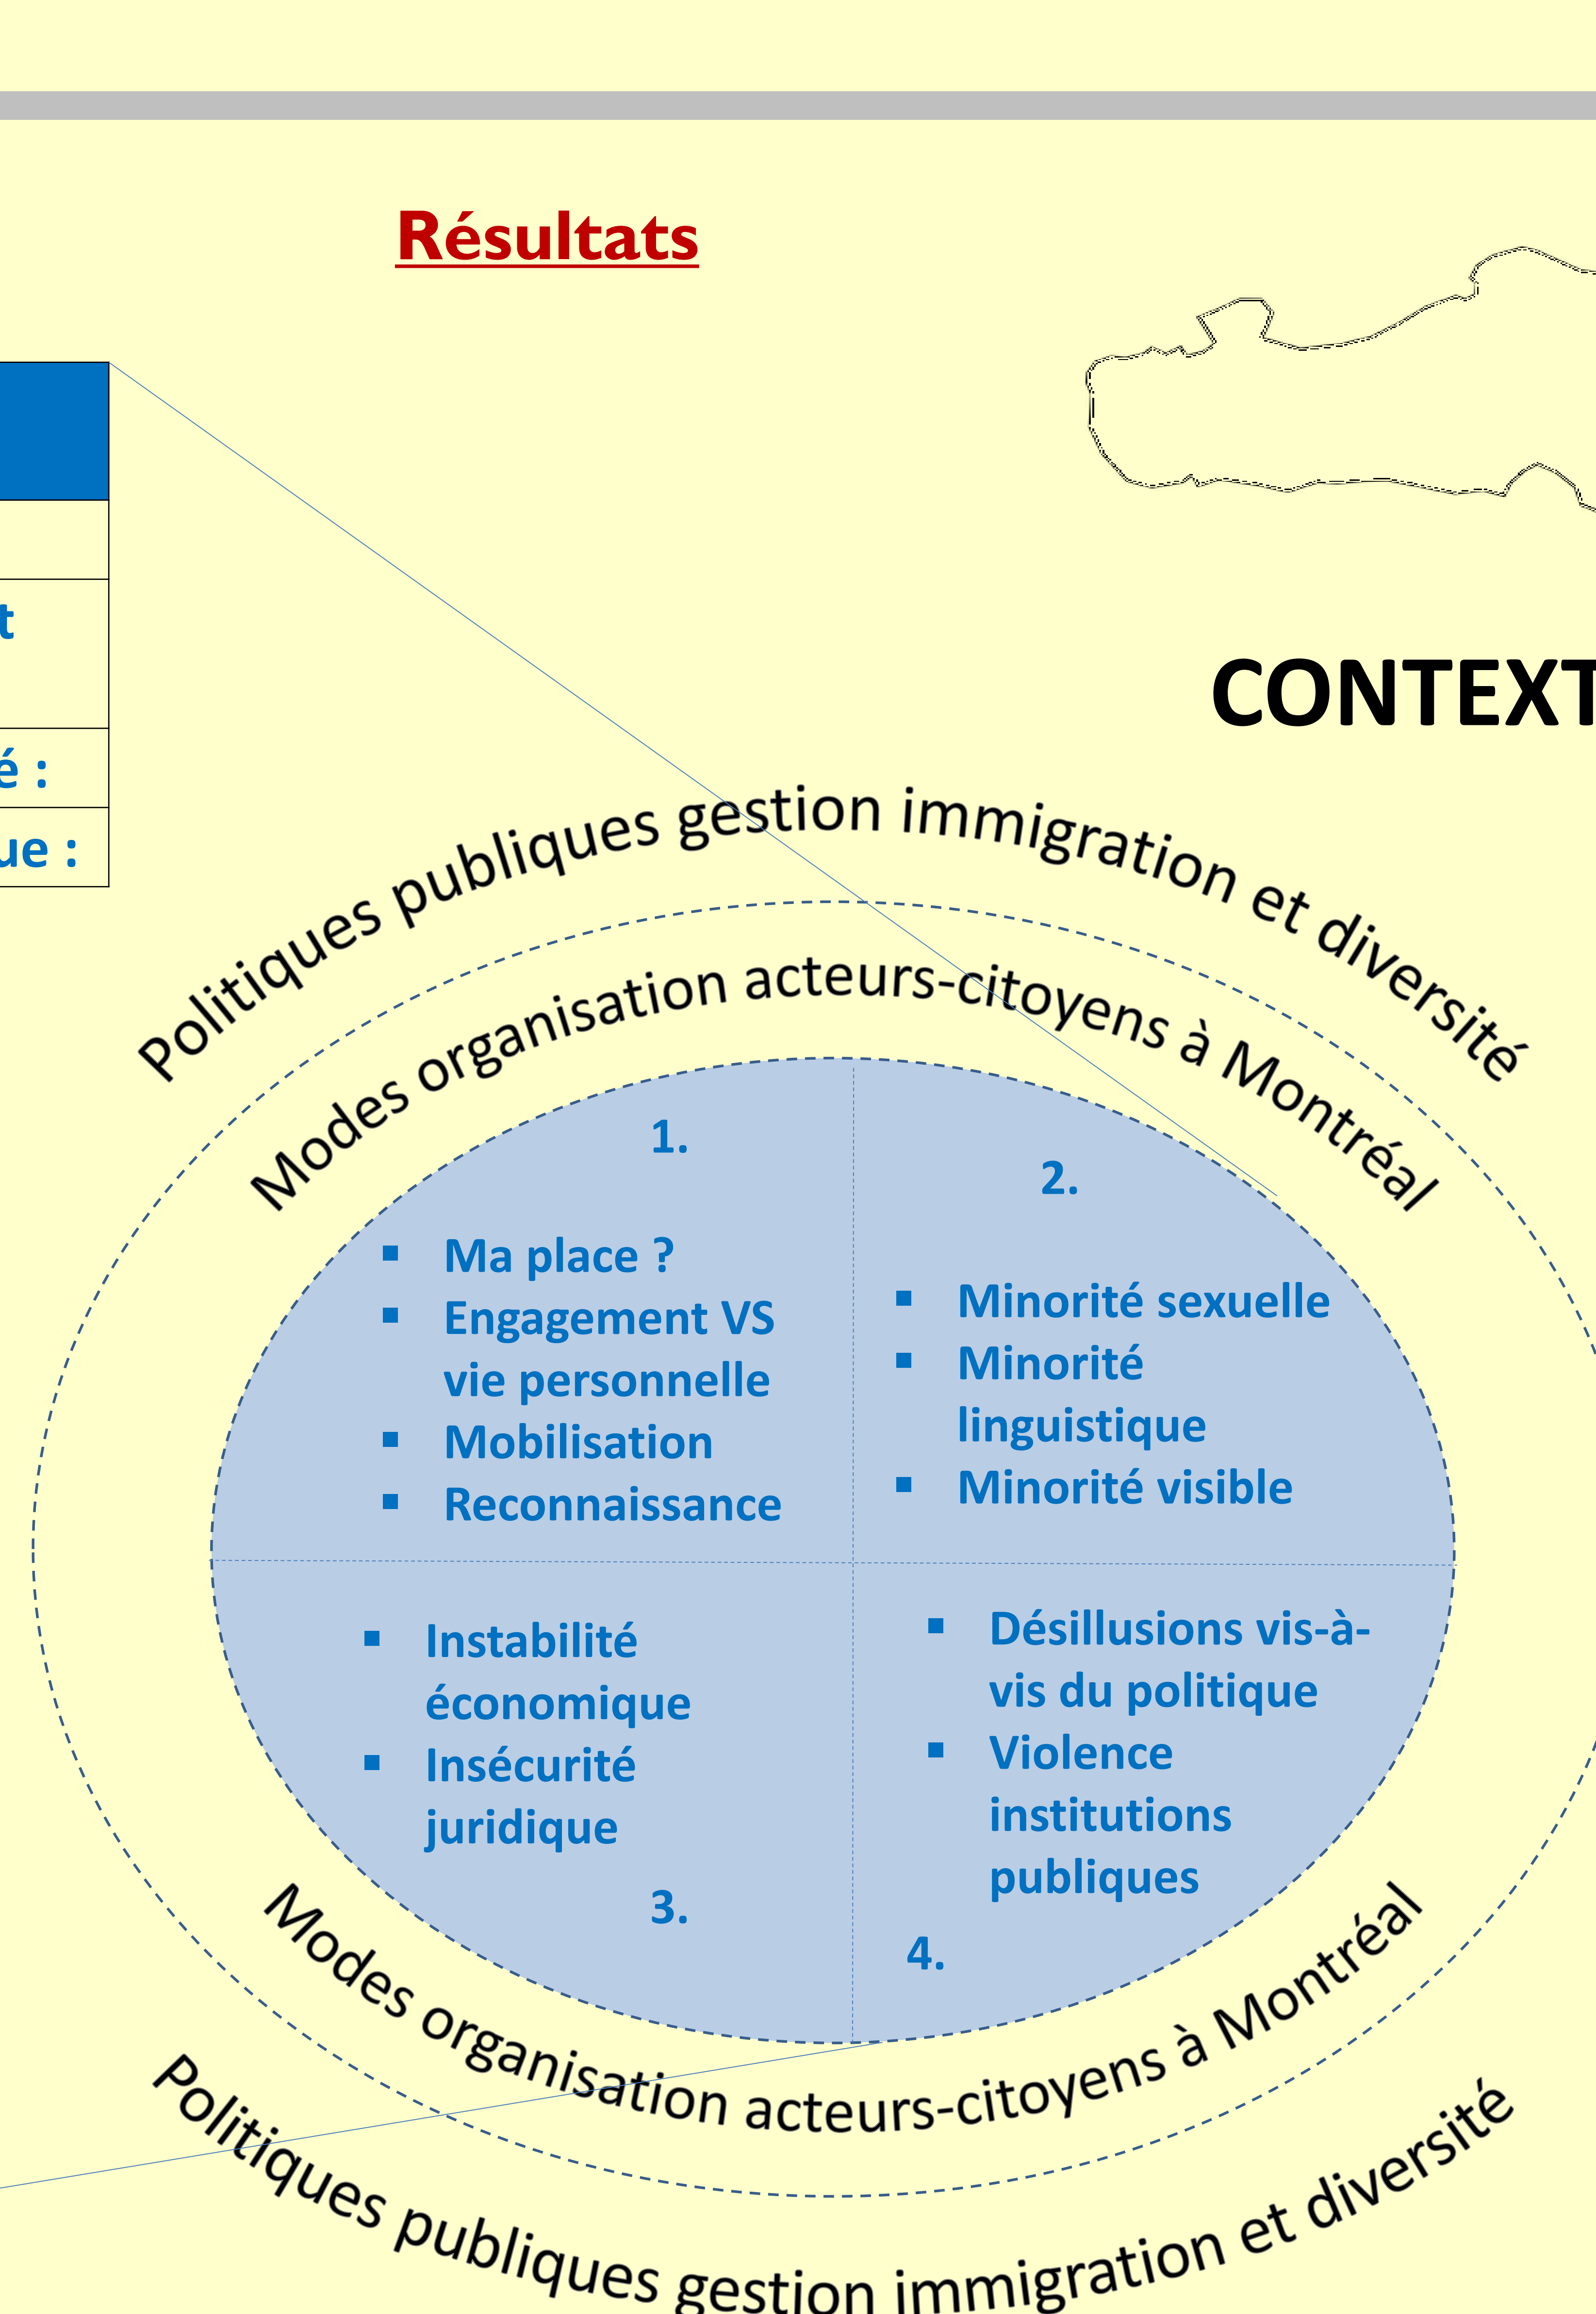 Résultats
é :
CONTEXT
Politiques publiques gestion immigration et diversité
Modes organisation acteurs-citoyens à Montréal
1.
Ma place ?
Engagement VS
vie personnelle
Mobilisation
Reconnaissance
2.
Minorité sexuelle
Minorité
linguistique
Minorité visible
Instabilité
économique
Insécurité
juridique
3.
Désillusions vis-à-
vis du politique
Violence
institutions
publiques
4.
Modes organisation acteurs-citoyens à Montréal
Politiques publiques gestion immigration et diversité